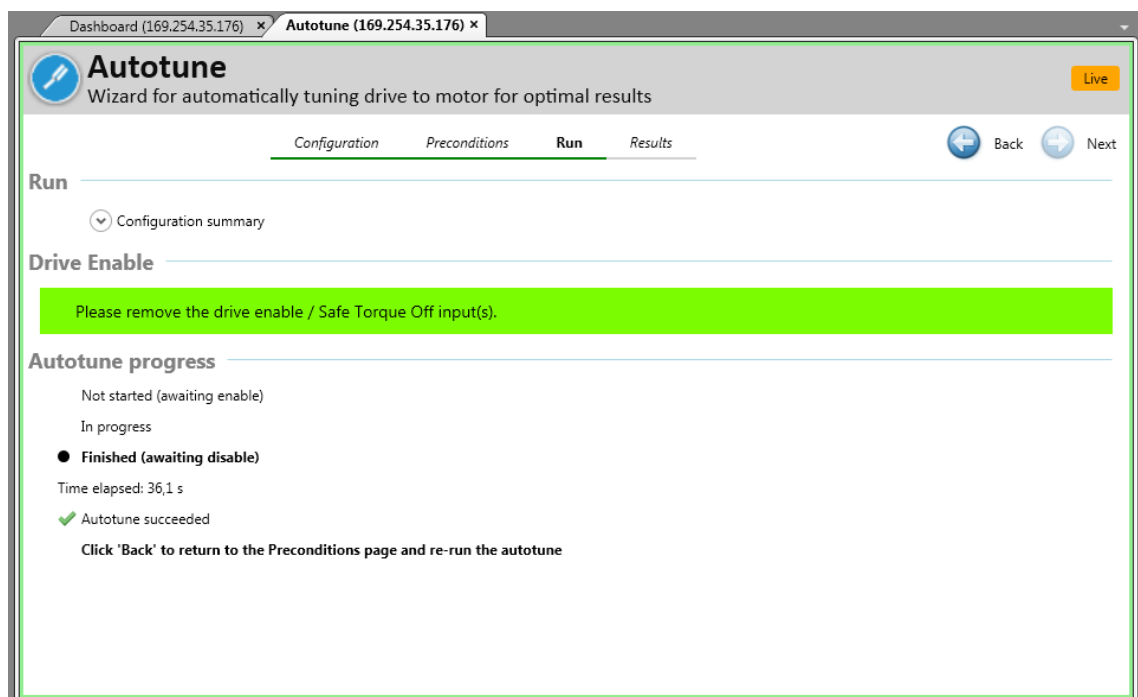 Dashboard (169.254.35.176) × Autotune (169.254.35.176) ×
Autotune
Wizard for automatically tuning drive to motor for optimal results
Live
Configuration Preconditions Run Results Back Next
Run
Configuration summary
Drive Enable
Please remove the drive enable / Safe Torque Off input(s).
Autotune progress
Not started (awaiting enable)
In progress
Finished (awaiting disable)
Time elapsed: 36,1 s
Autotune succeeded
Click 'Back' to return to the Preconditions page and re-run the autotune